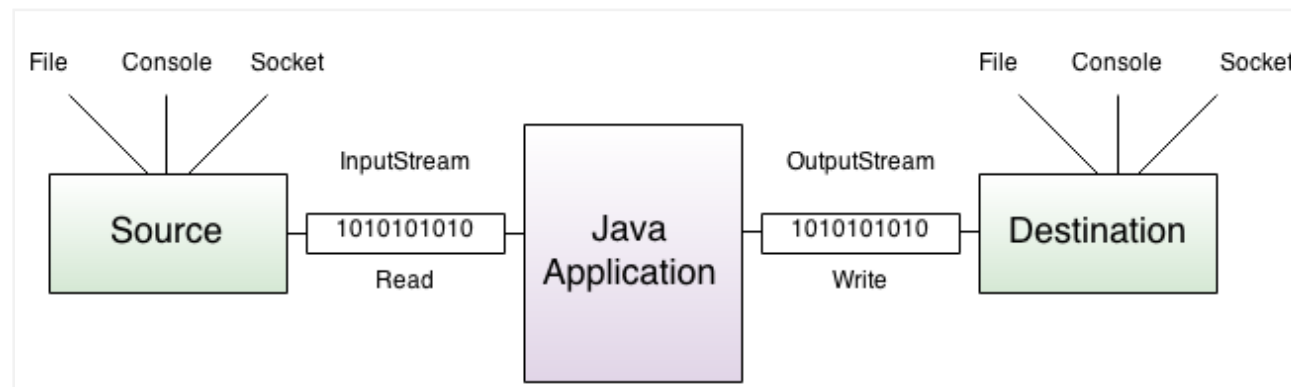 File Console Socket
File Console Socket
InputStream
OutputStream
Source
1010101010
Java
Application
1010101010
Destination
Read
Write